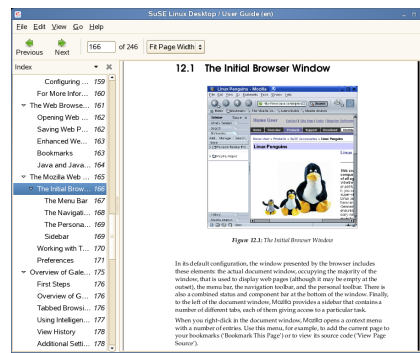 SuSE Linux Desktop / User Guide (en)
File Edit View Go Help
Previous Next 166 of 246 Fit Page Width
Index
Configuring ... 159
For More Infor... 160
The Web Browse... 161
Opening Web ... 162
Saving Web P... 162
Enhanced We... 163
Bookmarks 163
Java and Java... 164
The Mozilla Web ... 165
The Initial Brow... 166
The Menu Bar 167
The Navigati... 168
The Persona... 169
Sidebar 169
Working with T... 170
Preferences 171
Overview of Gale... 175
First Steps 176
Overview of G... 176
Tabbed Browsi... 176
Using Intelligen... 177
View History 178
Additional Setti... 178
12.1 The Initial Browser Window
Linux Penguins - Mozilla
Home User
Linux Penguins
Figure 12.1: The Initial Browser Window
In its default configuration, the window presented by the browser includes
these elements: the actual document window, occupying the majority of the
window, that is used to display web pages (although it may be empty at the
outset), the menu bar, the navigation toolbar, and the personal toolbar. There is
also a combined status and component bar at the bottom of the window. Finally,
to the left of the document window, Mozilla provides a sidebar that contains a
number of different tabs, each of them giving access to a particular task.
When you right-click in the document window, Mozilla opens a context menu
with a number of entries. Use this menu, for example, to add the current page to
your bookmarks ('Bookmark This Page') or to view its source code ('View Page
Source').